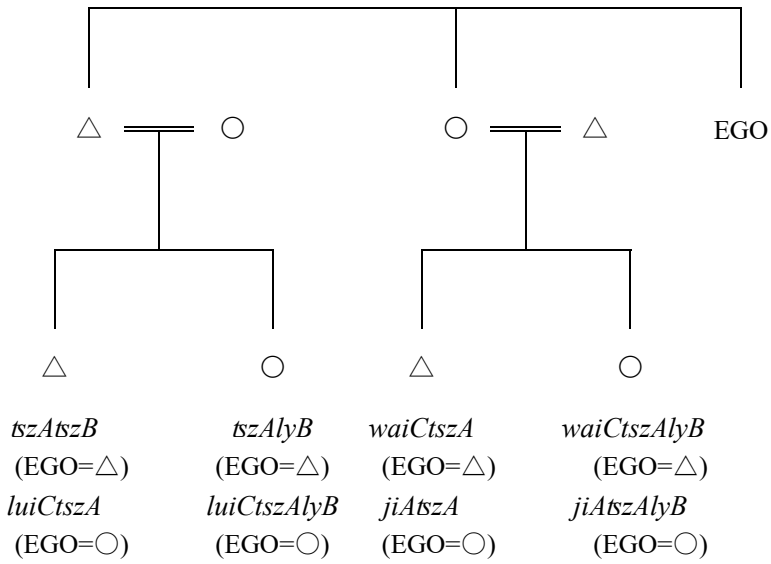 △ ○ ○ △ EGO
△ ○ △ ○
tszAtszB tszAlyB waiCtszA waiCtszAlyB
(EGO=△) (EGO=△) (EGO=△) (EGO=△)
luiCtszA luiCtszAlyB jiAtszA jiAtszAlyB
(EGO=○) (EGO=○) (EGO=○) (EGO=○)